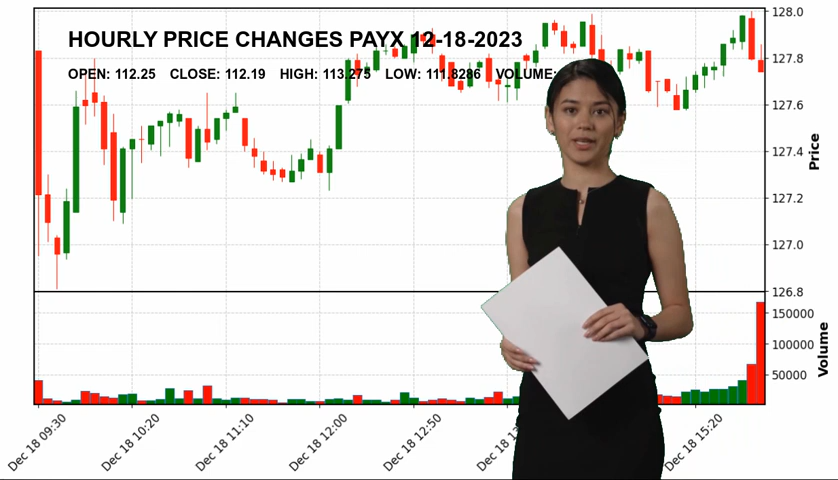 HOURLY PRICE CHANGES PAYX 12-18-2023
OPEN: 112.25 CLOSE: 112.19 HIGH: 113.275 LOW: 111.8286 VOLUME:
128.0
127.8
127.6
127.4
127.2
127.0
126.8
Price
150000
100000
50000
Volume
Dec 18 09:30
Dec 18 10:20
Dec 18 11:10
Dec 18 12:00
Dec 18 12:50
Dec 18
Dec 18 15:20